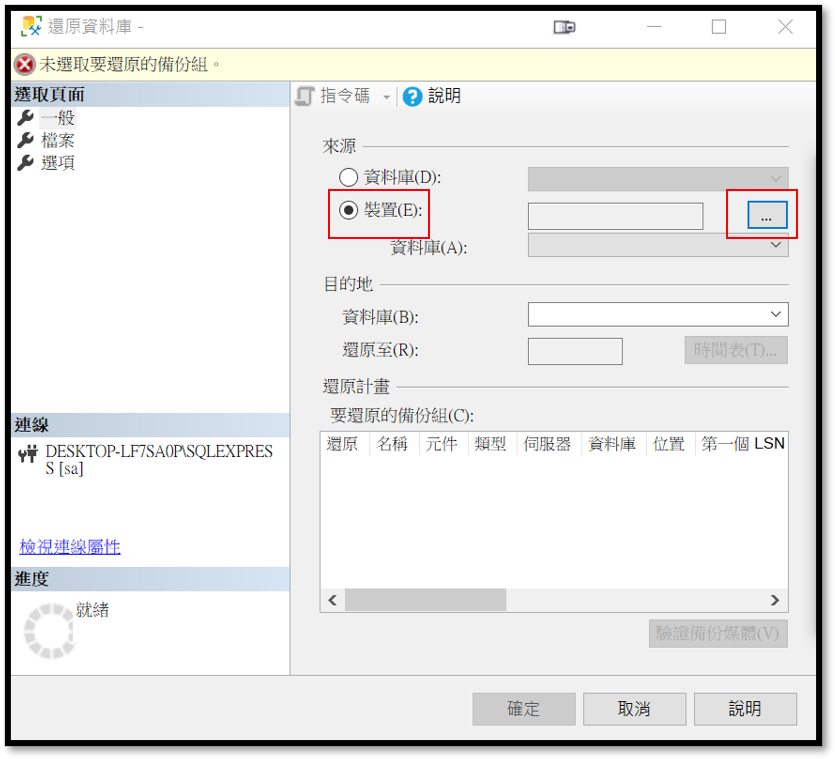 還原資料庫 -
未選取要還原的備份組。
選取頁面
一般
檔案
選項
連線
DESKTOP-LF7SA0P\SQLEXPRES
S [sa]
檢視連線屬性
進度
就緒
指令碼 說明
來源
資料庫(D):
裝置(E): ...
資料庫(A):
目的地
資料庫(B):
還原至(R): 時間表(T)...
還原計畫
要還原的備份組(C):
還原 名稱 元件 類型 伺服器 資料庫 位置 第一個 LSN
驗證備份媒體(V)
確定 取消 說明